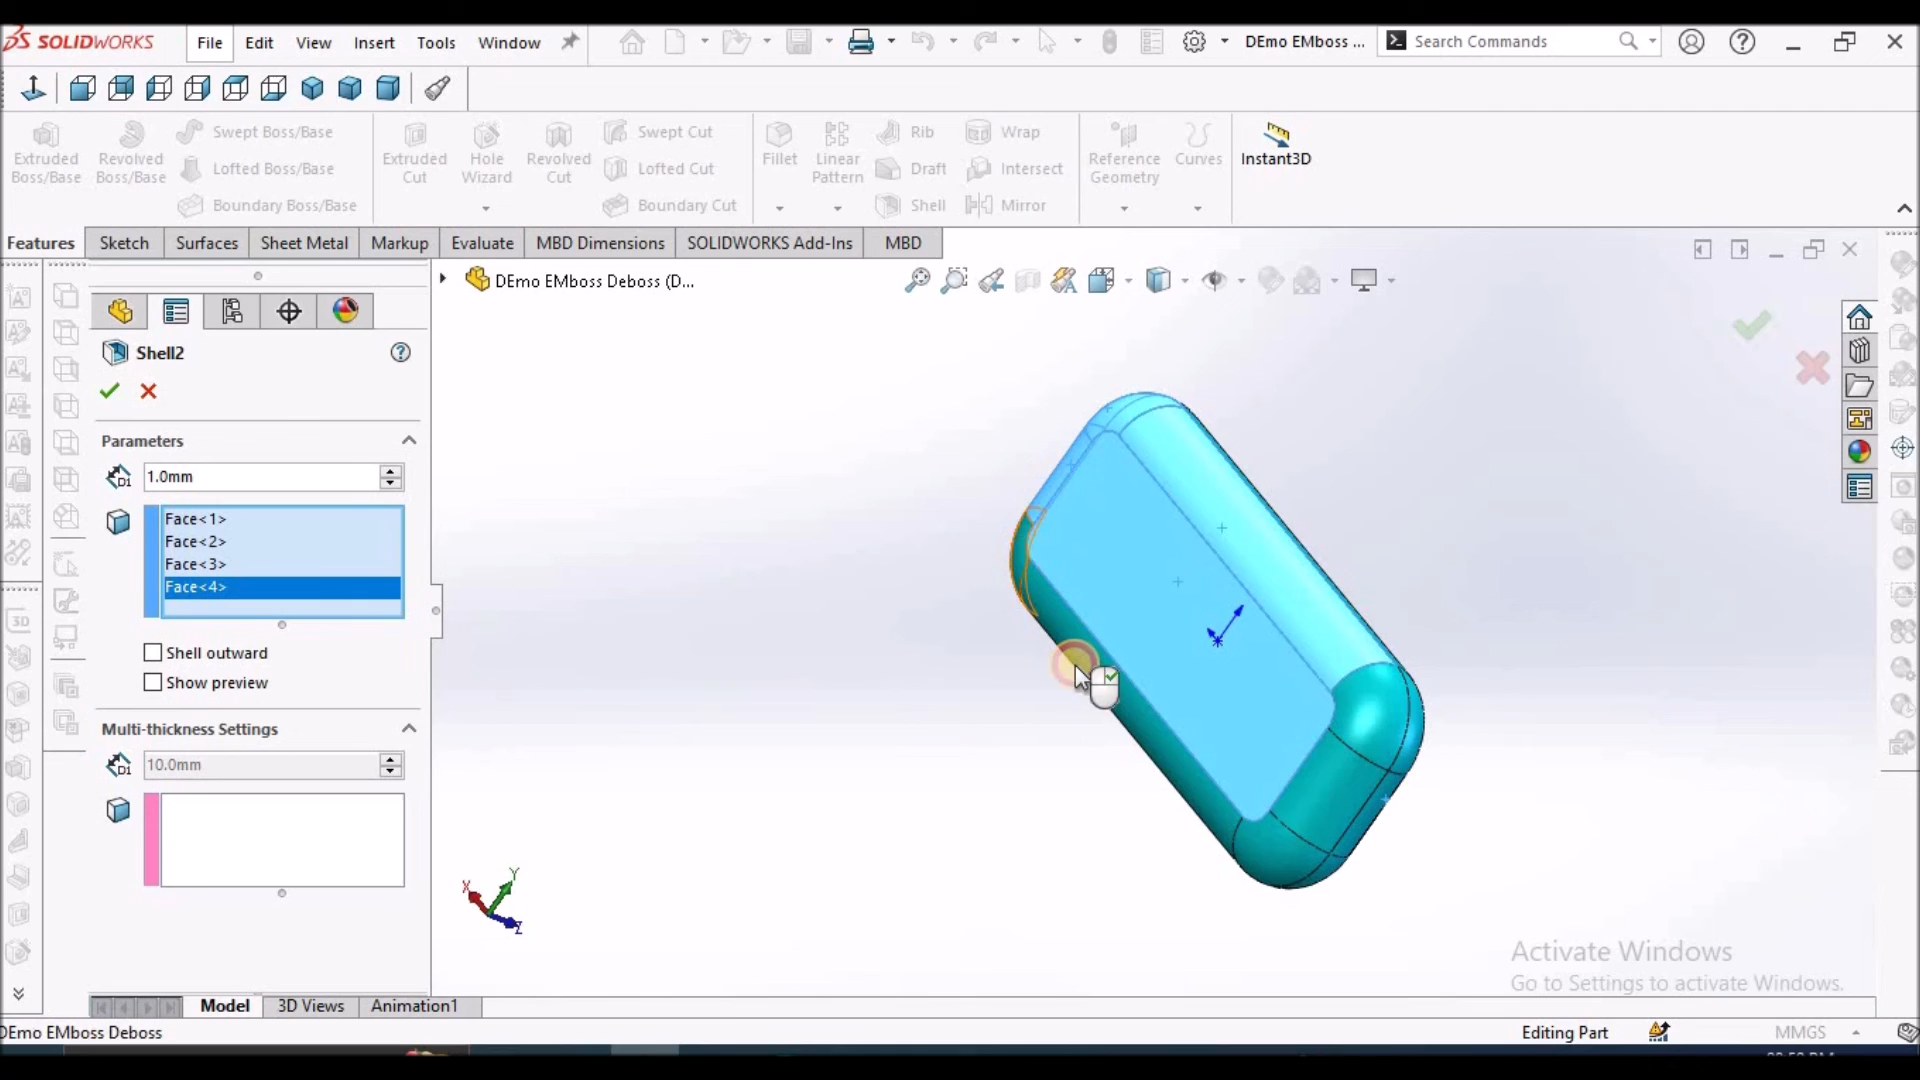 SOLIDWORKS File Edit View Insert Tools Window DEmo EMboss ... Search Commands
Extruded Boss/Base
Revolved Boss/Base
Swept Boss/Base
Lofted Boss/Base
Boundary Boss/Base
Extruded Cut
Hole Wizard
Revolved Cut
Swept Cut
Lofted Cut
Boundary Cut
Fillet
Linear Pattern
Rib
Draft
Shell
Wrap
Intersect
Mirror
Reference Geometry
Curves
Instant3D
Features Sketch Surfaces Sheet Metal Markup Evaluate MBD Dimensions SOLIDWORKS Add-Ins MBD
DEmo EMboss Deboss (D...
Shell2
Parameters
D1 1.0mm
Face<1>
Face<2>
Face<3>
Face<4>
Shell outward
Show preview
Multi-thickness Settings
D1 10.0mm
3D
X Y Z
Activate Windows
Go to Settings to activate Windows.
Model 3D Views Animation1
DEmo EMboss Deboss Editing Part MMGS